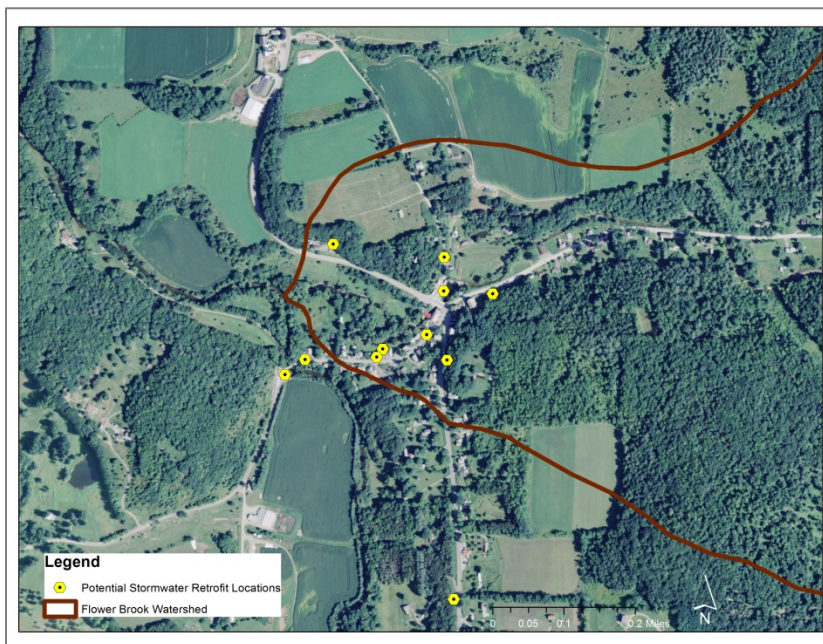 Legend
Potential Stormwater Retrofit Locations
Flower Brook Watershed
0 0.05 0.1 0.2 Miles
N